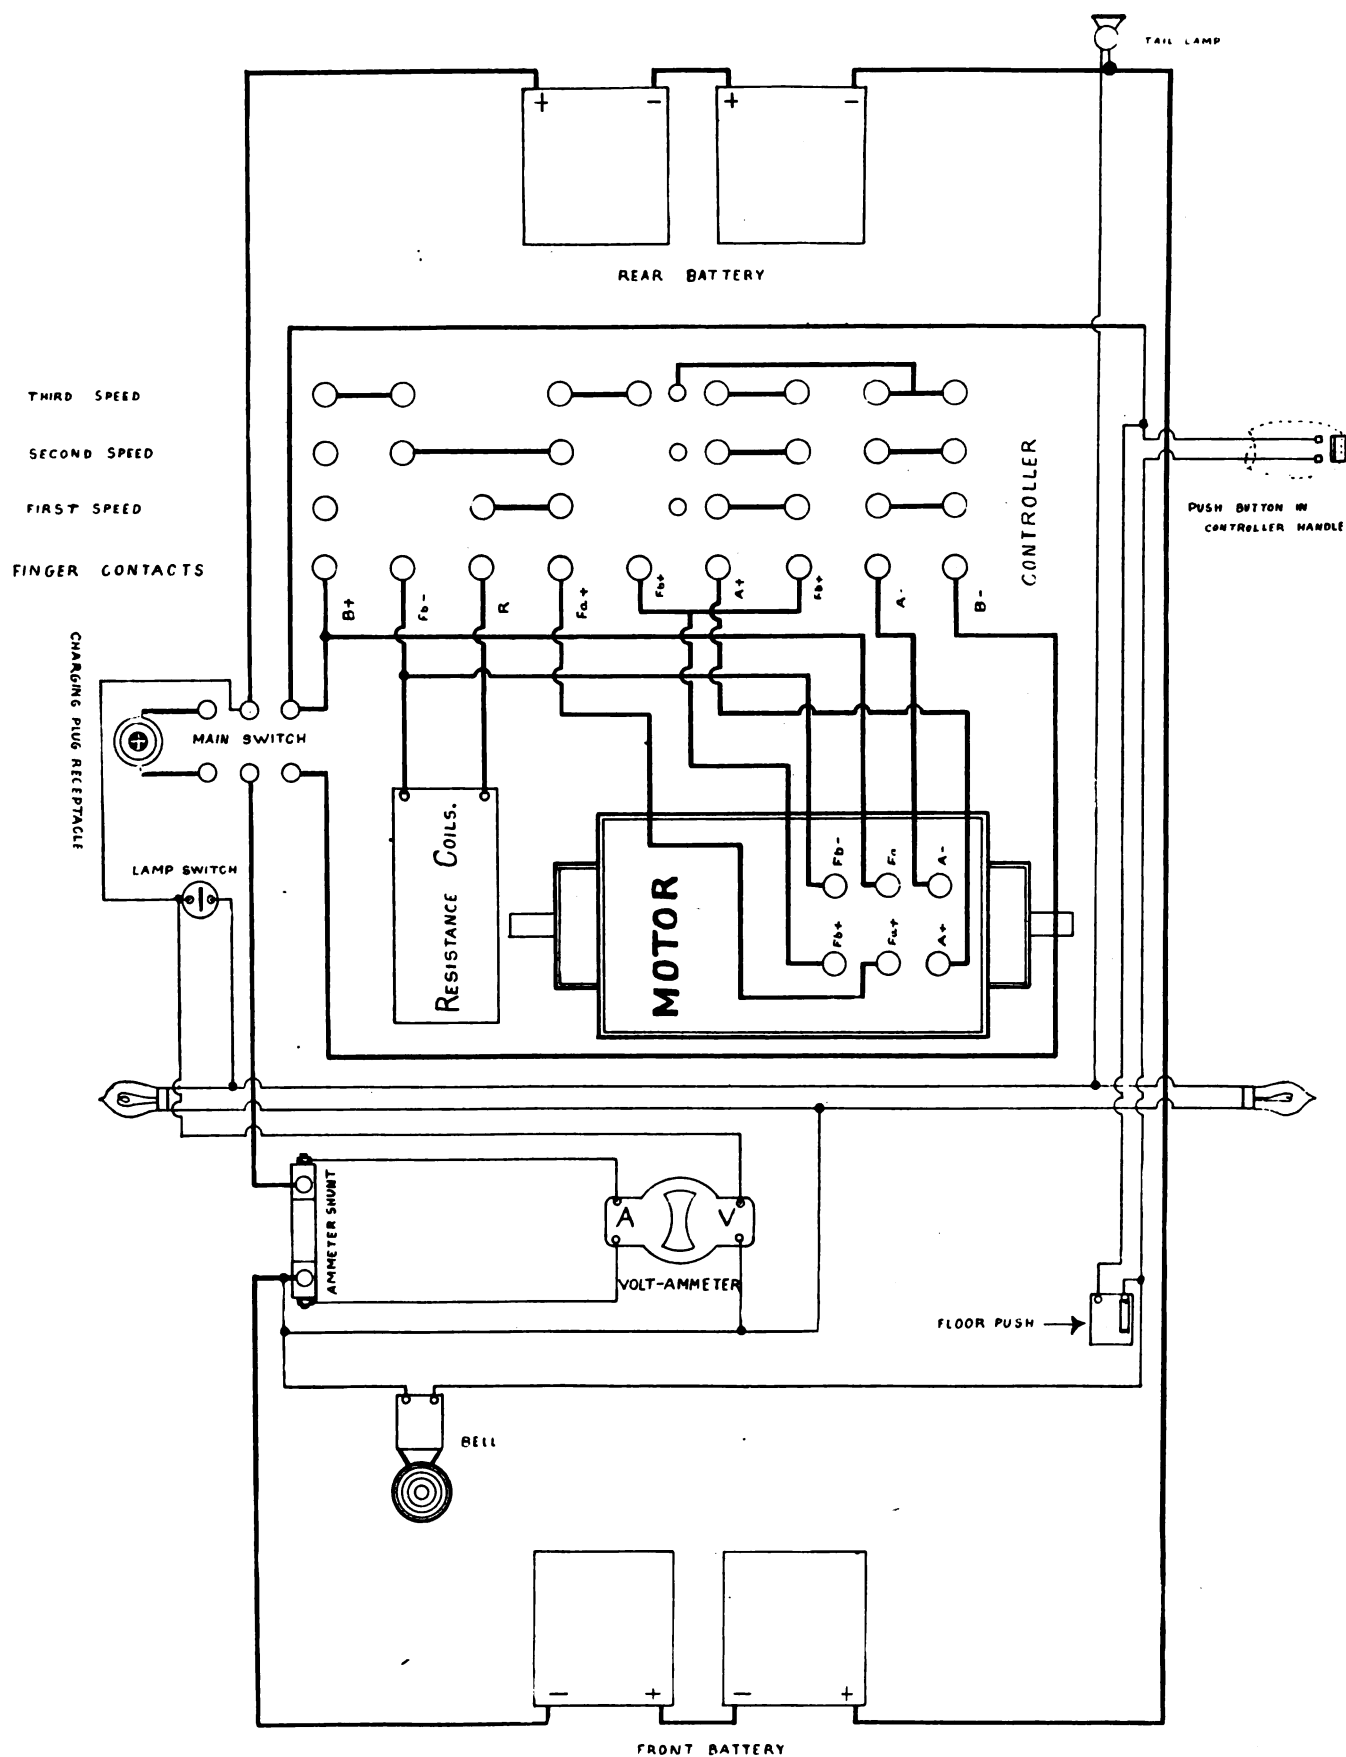 TAIL LAMP
+ − + −
REAR BATTERY
THIRD SPEED
SECOND SPEED
FIRST SPEED
FINGER CONTACTS
CONTROLLER
PUSH BUTTON IN
CONTROLLER HANDLE
B+
Fb-
R
Fa+
Fb+
A+
Fb+
A-
B-
CHARGING PLUG RECEPTACLE
+
MAIN SWITCH
LAMP SWITCH
RESISTANCE COILS.
MOTOR
Fb-
A-
Fb+
Fa+
A+
AMMETER SHUNT
A V
VOLT-AMMETER
FLOOR PUSH
BELL
− + − +
FRONT BATTERY